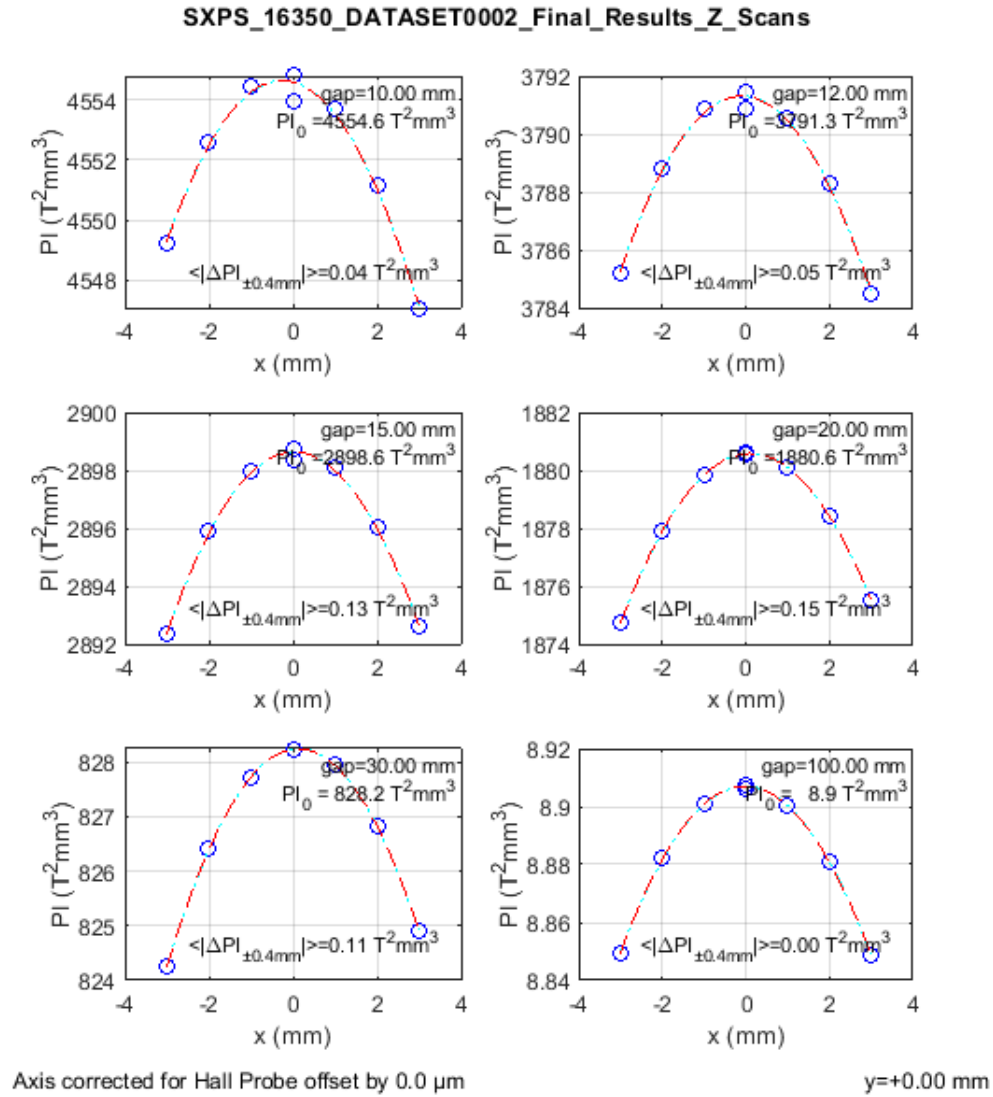 SXPS_16350_DATASET0002_Final_Results_Z_Scans
PI (T²mm³)
4554
4552
4550
4548
gap=10.00 mm
PI₀ =4554.6 T²mm³
<|ΔPI±0.4mm|>=0.04 T²mm³
-4 -2 0 2 4
x (mm)
PI (T²mm³)
3792
3790
3788
3786
3784
gap=12.00 mm
PI₀ =3791.3 T²mm³
<|ΔPI±0.4mm|>=0.05 T²mm³
-4 -2 0 2 4
x (mm)
PI (T²mm³)
2900
2898
2896
2894
2892
gap=15.00 mm
PI₀ =2898.6 T²mm³
<|ΔPI±0.4mm|>=0.13 T²mm³
-4 -2 0 2 4
x (mm)
PI (T²mm³)
1882
1880
1878
1876
1874
gap=20.00 mm
PI₀ =1880.6 T²mm³
<|ΔPI±0.4mm|>=0.15 T²mm³
-4 -2 0 2 4
x (mm)
PI (T²mm³)
828
827
826
825
824
gap=30.00 mm
PI₀ = 828.2 T²mm³
<|ΔPI±0.4mm|>=0.11 T²mm³
-4 -2 0 2 4
x (mm)
PI (T²mm³)
8.92
8.9
8.88
8.86
8.84
gap=100.00 mm
PI₀ = 8.9 T²mm³
<|ΔPI±0.4mm|>=0.00 T²mm³
-4 -2 0 2 4
x (mm)
Axis corrected for Hall Probe offset by 0.0 μm
y=+0.00 mm